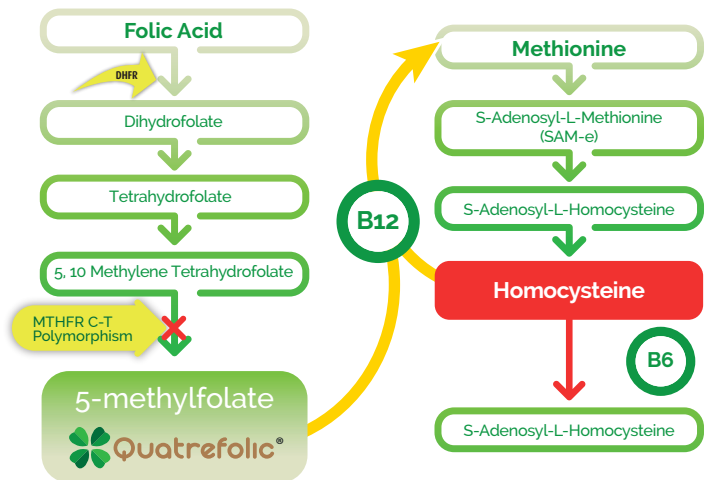 Folic Acid
DHFR
Dihydrofolate
Tetrahydrofolate
5, 10 Methylene Tetrahydrofolate
MTHFR C-T
Polymorphism
5-methylfolate
Quatrefolic®
B12
Methionine
S-Adenosyl-L-Methionine
(SAM-e)
S-Adenosyl-L-Homocysteine
Homocysteine
B6
S-Adenosyl-L-Homocysteine